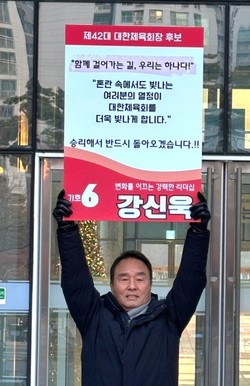 제42대 대한체육회장 후보
"함께 걸어가는 길, 우리는 하나다!"
"혼란 속에서도 빛나는
여러분의 열정이
대한체육회를
더욱 빛나게 합니다."
승리해서 반드시 돌아오겠습니다.!!
변화를 이끄는 강력한 리더십
기호6 강신욱